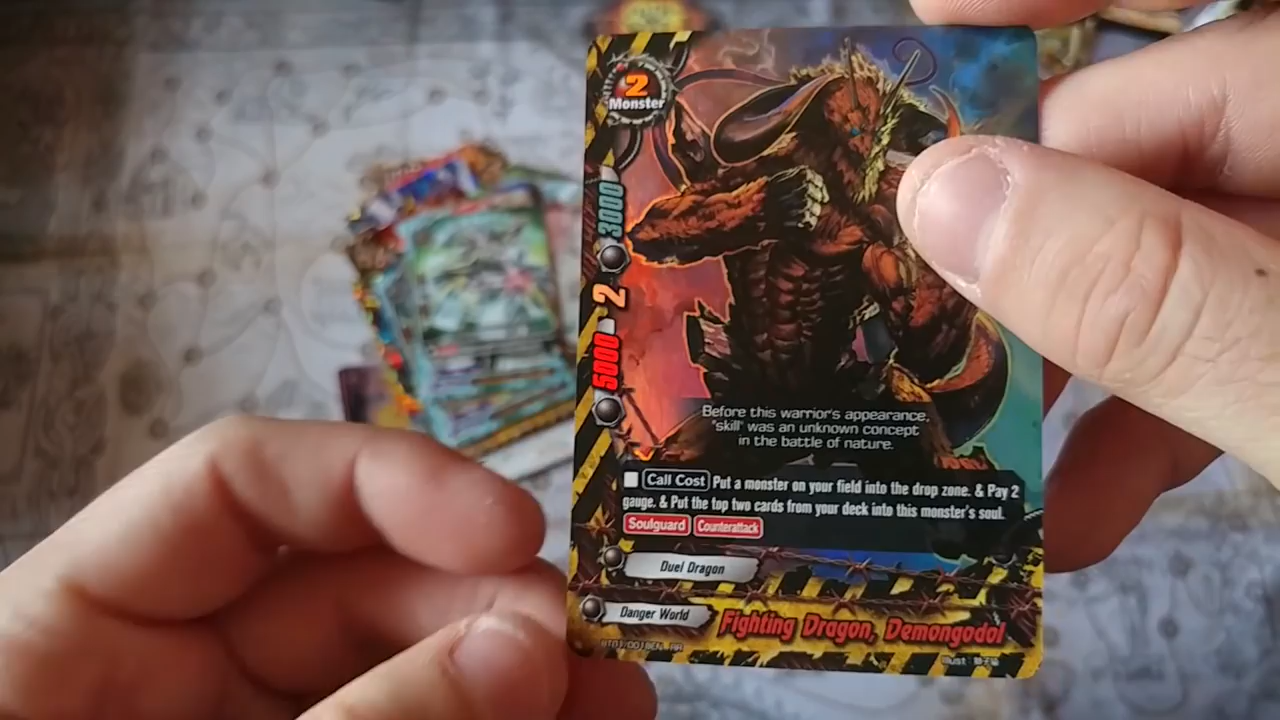 2
Monster
3000
2
5000
Before this warrior's appearance,
"skill" was an unknown concept
in the battle of nature.
Call Cost Put a monster on your field into the drop zone. & Pay 2
gauge. & Put the top two cards from your deck into this monster's soul.
Soulguard Counterattack
Duel Dragon
Danger World Fighting Dragon, Demongodol